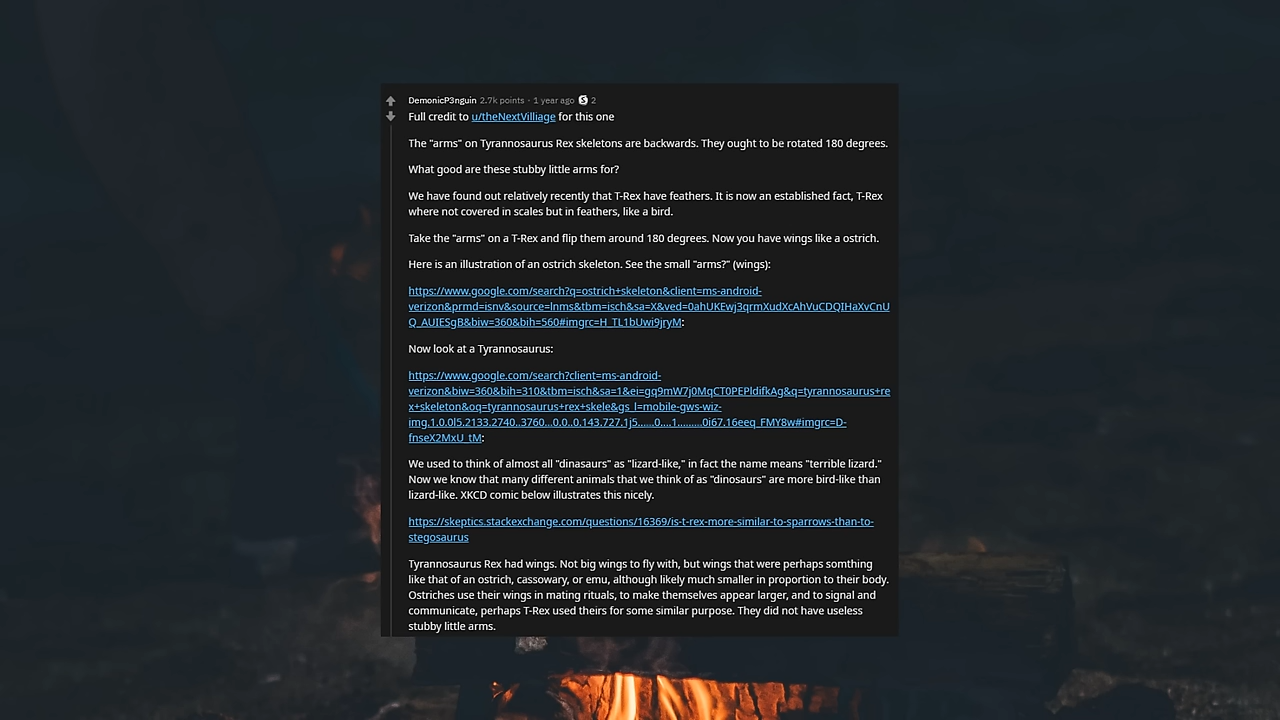 DemonicP3nguin 2.7k points · 1 year ago S 2
Full credit to u/theNextVilliage for this one
The "arms" on Tyrannosaurus Rex skeletons are backwards. They ought to be rotated 180 degrees.
What good are these stubby little arms for?
We have found out relatively recently that T-Rex have feathers. It is now an established fact, T-Rex
where not covered in scales but in feathers, like a bird.
Take the "arms" on a T-Rex and flip them around 180 degrees. Now you have wings like a ostrich.
Here is an illustration of an ostrich skeleton. See the small "arms?" (wings):
https://www.google.com/search?q=ostrich+skeleton&client=ms-android-
verizon&prmd=isnv&source=lnms&tbm=isch&sa=X&ved=0ahUKEwj3qrmXudXcAhVuCDQIHaXvCnU
Q_AUIESgB&biw=360&bih=560#imgrc=H_TL1bUwi9jryM:
Now look at a Tyrannosaurus:
https://www.google.com/search?client=ms-android-
verizon&biw=360&bih=310&tbm=isch&sa=1&ei=gq9mW7j0MqCT0PEPldifkAg&q=tyrannosaurus+re
x+skeleton&oq=tyrannosaurus+rex+skele&gs_l=mobile-gws-wiz-
img.1.0.0l5.2133.2740..3760...0.0..0.143.727.1j5......0....1.........0i67.16eeq_FMY8w#imgrc=D-
fnseX2MxU_tM:
We used to think of almost all "dinasaurs" as "lizard-like," in fact the name means "terrible lizard."
Now we know that many different animals that we think of as "dinosaurs" are more bird-like than
lizard-like. XKCD comic below illustrates this nicely.
https://skeptics.stackexchange.com/questions/16369/is-t-rex-more-similar-to-sparrows-than-to-
stegosaurus
Tyrannosaurus Rex had wings. Not big wings to fly with, but wings that were perhaps somthing
like that of an ostrich, cassowary, or emu, although likely much smaller in proportion to their body.
Ostriches use their wings in mating rituals, to make themselves appear larger, and to signal and
communicate, perhaps T-Rex used theirs for some similar purpose. They did not have useless
stubby little arms.